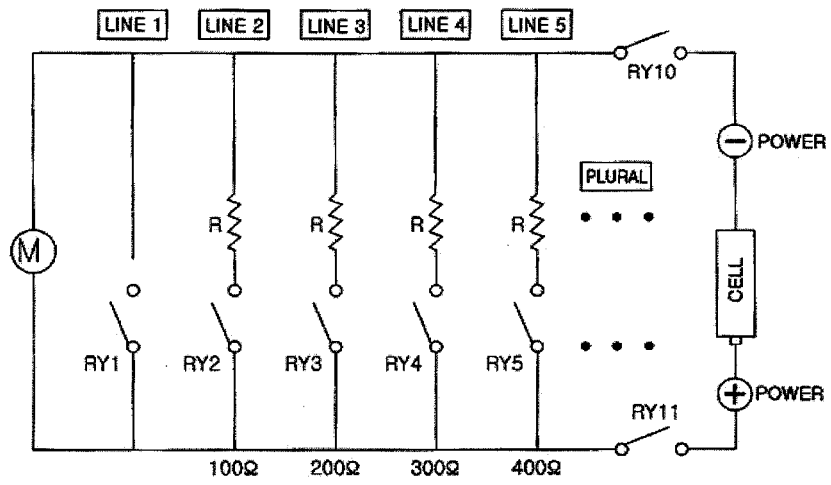 LINE 1 LINE 2 LINE 3 LINE 4 LINE 5
RY10
POWER
PLURAL
R R R R
M
CELL
RY1 RY2 RY3 RY4 RY5
POWER
RY11
100Ω 200Ω 300Ω 400Ω